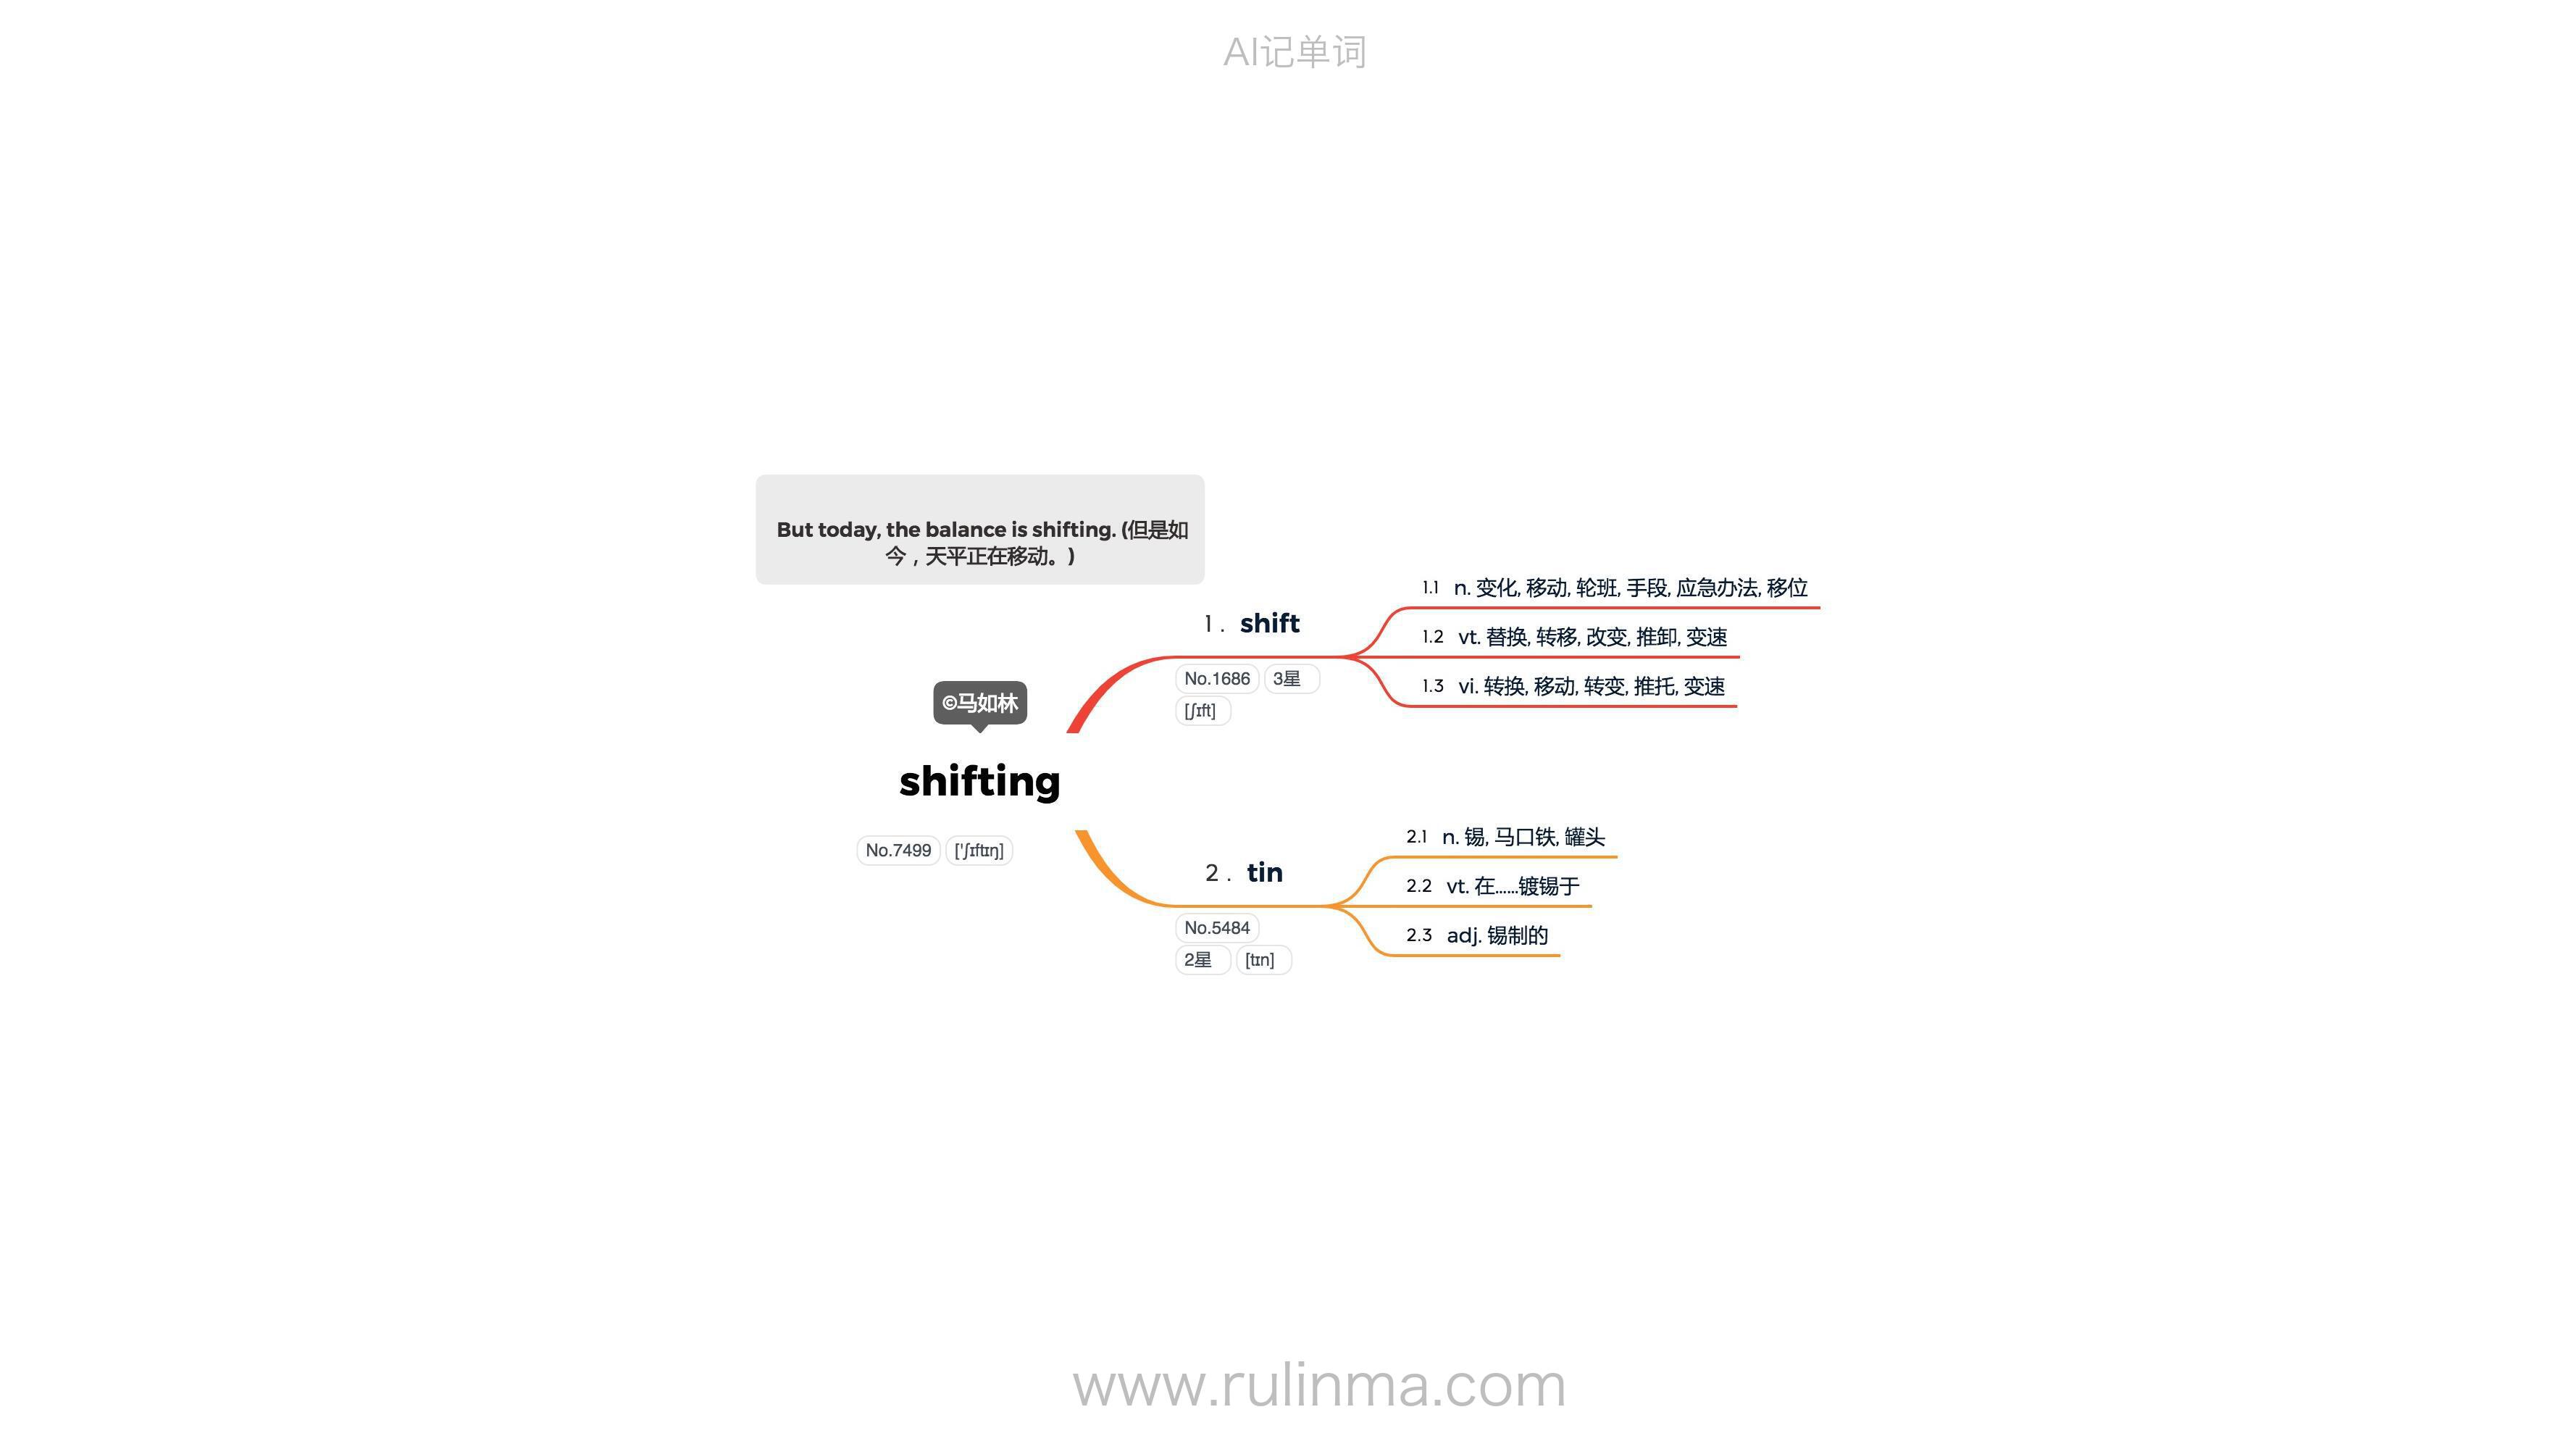 AI记单词
But today, the balance is shifting. (但是如
今，天平正在移动。)
©马如林
shifting
No.7499 ['ʃɪftɪŋ]
1. shift
No.1686 3星
[ʃɪft]
1.1 n. 变化, 移动, 轮班, 手段, 应急办法, 移位
1.2 vt. 替换, 转移, 改变, 推卸, 变速
1.3 vi. 转换, 移动, 转变, 推托, 变速
2. tin
No.5484
2星 [tɪn]
2.1 n. 锡, 马口铁, 罐头
2.2 vt. 在……镀锡于
2.3 adj. 锡制的
www.rulinma.com